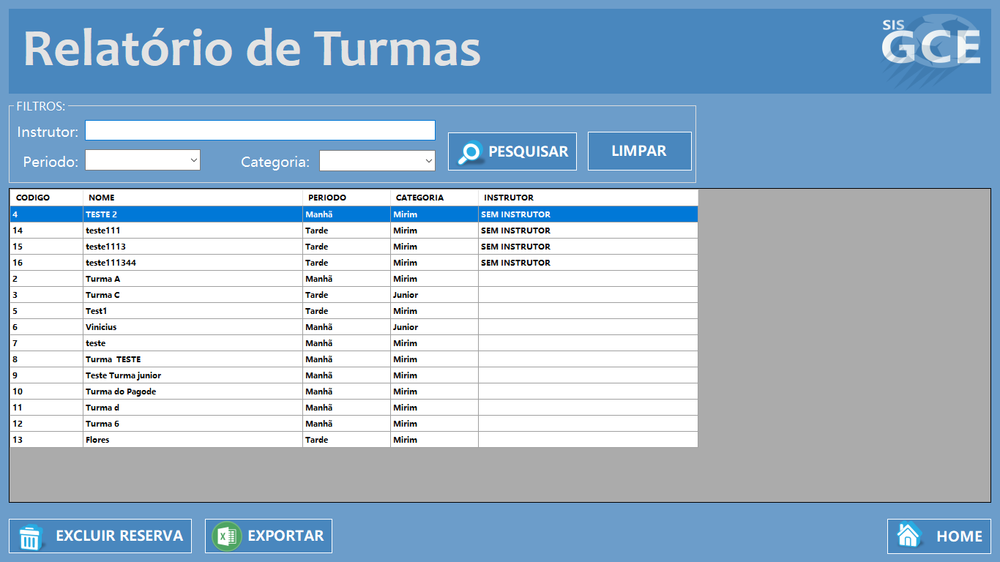 Relatório de Turmas
SIS
GCE
FILTROS:
Instrutor:
PESQUISAR
LIMPAR
Periodo:
Categoria:
CODIGO NOME PERIODO CATEGORIA INSTRUTOR
4 TESTE 2 Manhã Mirim SEM INSTRUTOR
14 teste111 Tarde Mirim SEM INSTRUTOR
15 teste1113 Tarde Mirim SEM INSTRUTOR
16 teste111344 Tarde Mirim SEM INSTRUTOR
2 Turma A Manhã Mirim
3 Turma C Tarde Junior
5 Test1 Tarde Mirim
6 Vinicius Manhã Junior
7 teste Manhã Mirim
8 Turma  TESTE Manhã Mirim
9 Teste Turma junior Manhã Mirim
10 Turma do Pagode Manhã Mirim
11 Turma d Manhã Mirim
12 Turma 6 Manhã Mirim
13 Flores Tarde Mirim
EXCLUIR RESERVA
EXPORTAR
HOME